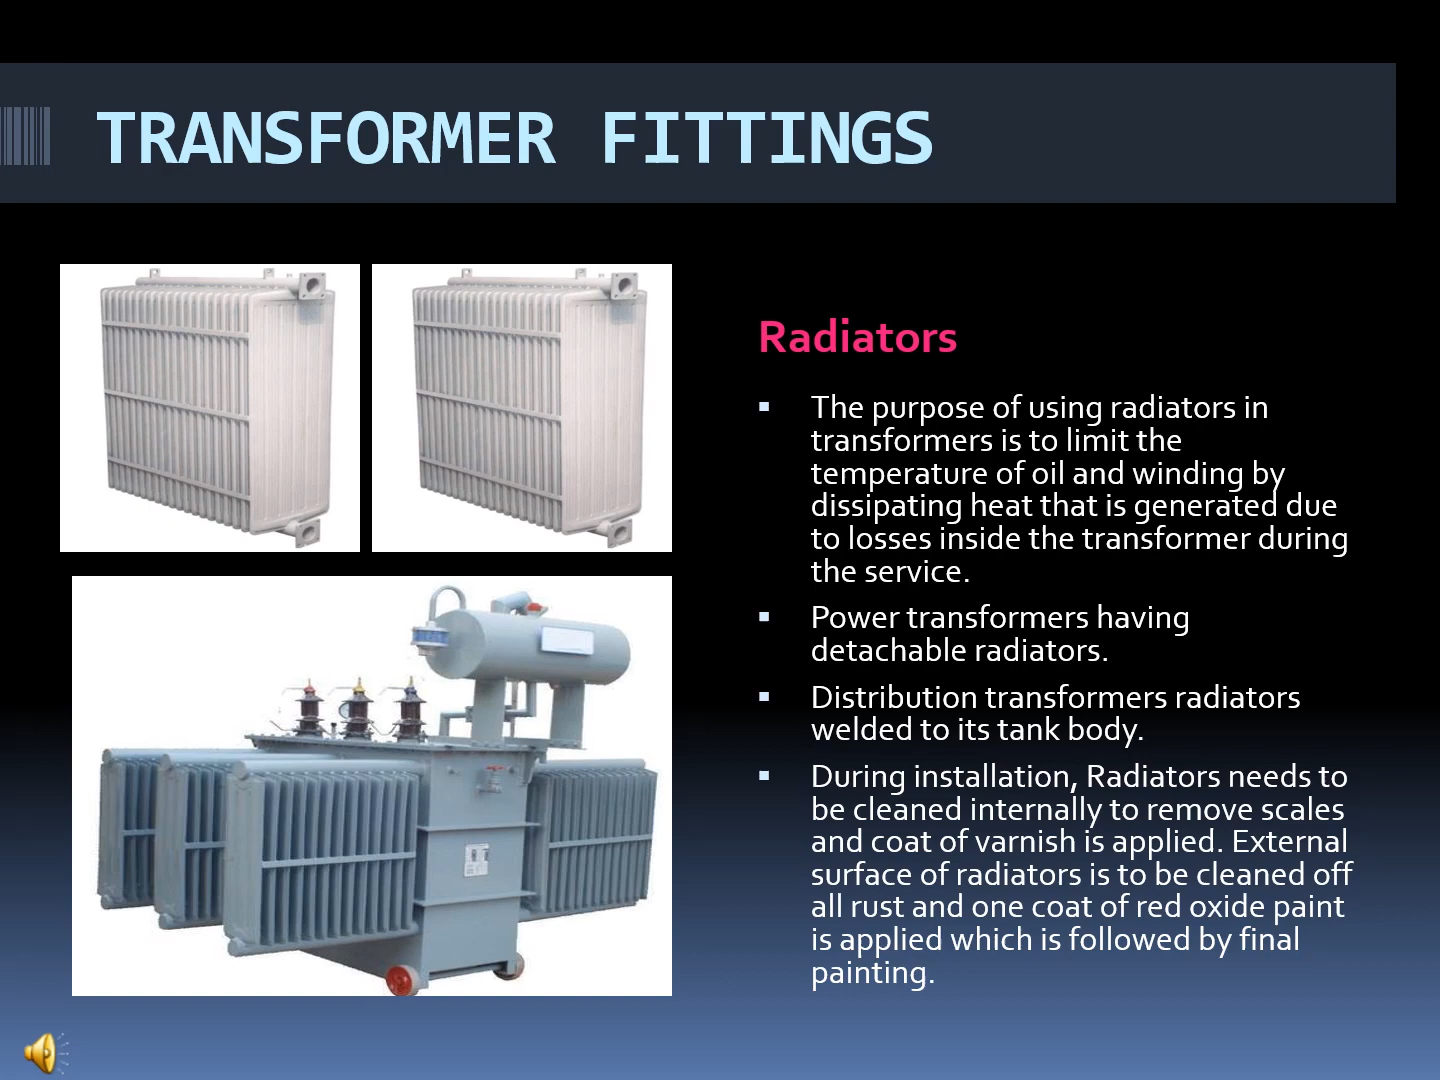 TRANSFORMER FITTINGS
Radiators
▪ The purpose of using radiators in
transformers is to limit the
temperature of oil and winding by
dissipating heat that is generated due
to losses inside the transformer during
the service.
▪ Power transformers having
detachable radiators.
▪ Distribution transformers radiators
welded to its tank body.
▪ During installation, Radiators needs to
be cleaned internally to remove scales
and coat of varnish is applied. External
surface of radiators is to be cleaned off
all rust and one coat of red oxide paint
is applied which is followed by final
painting.